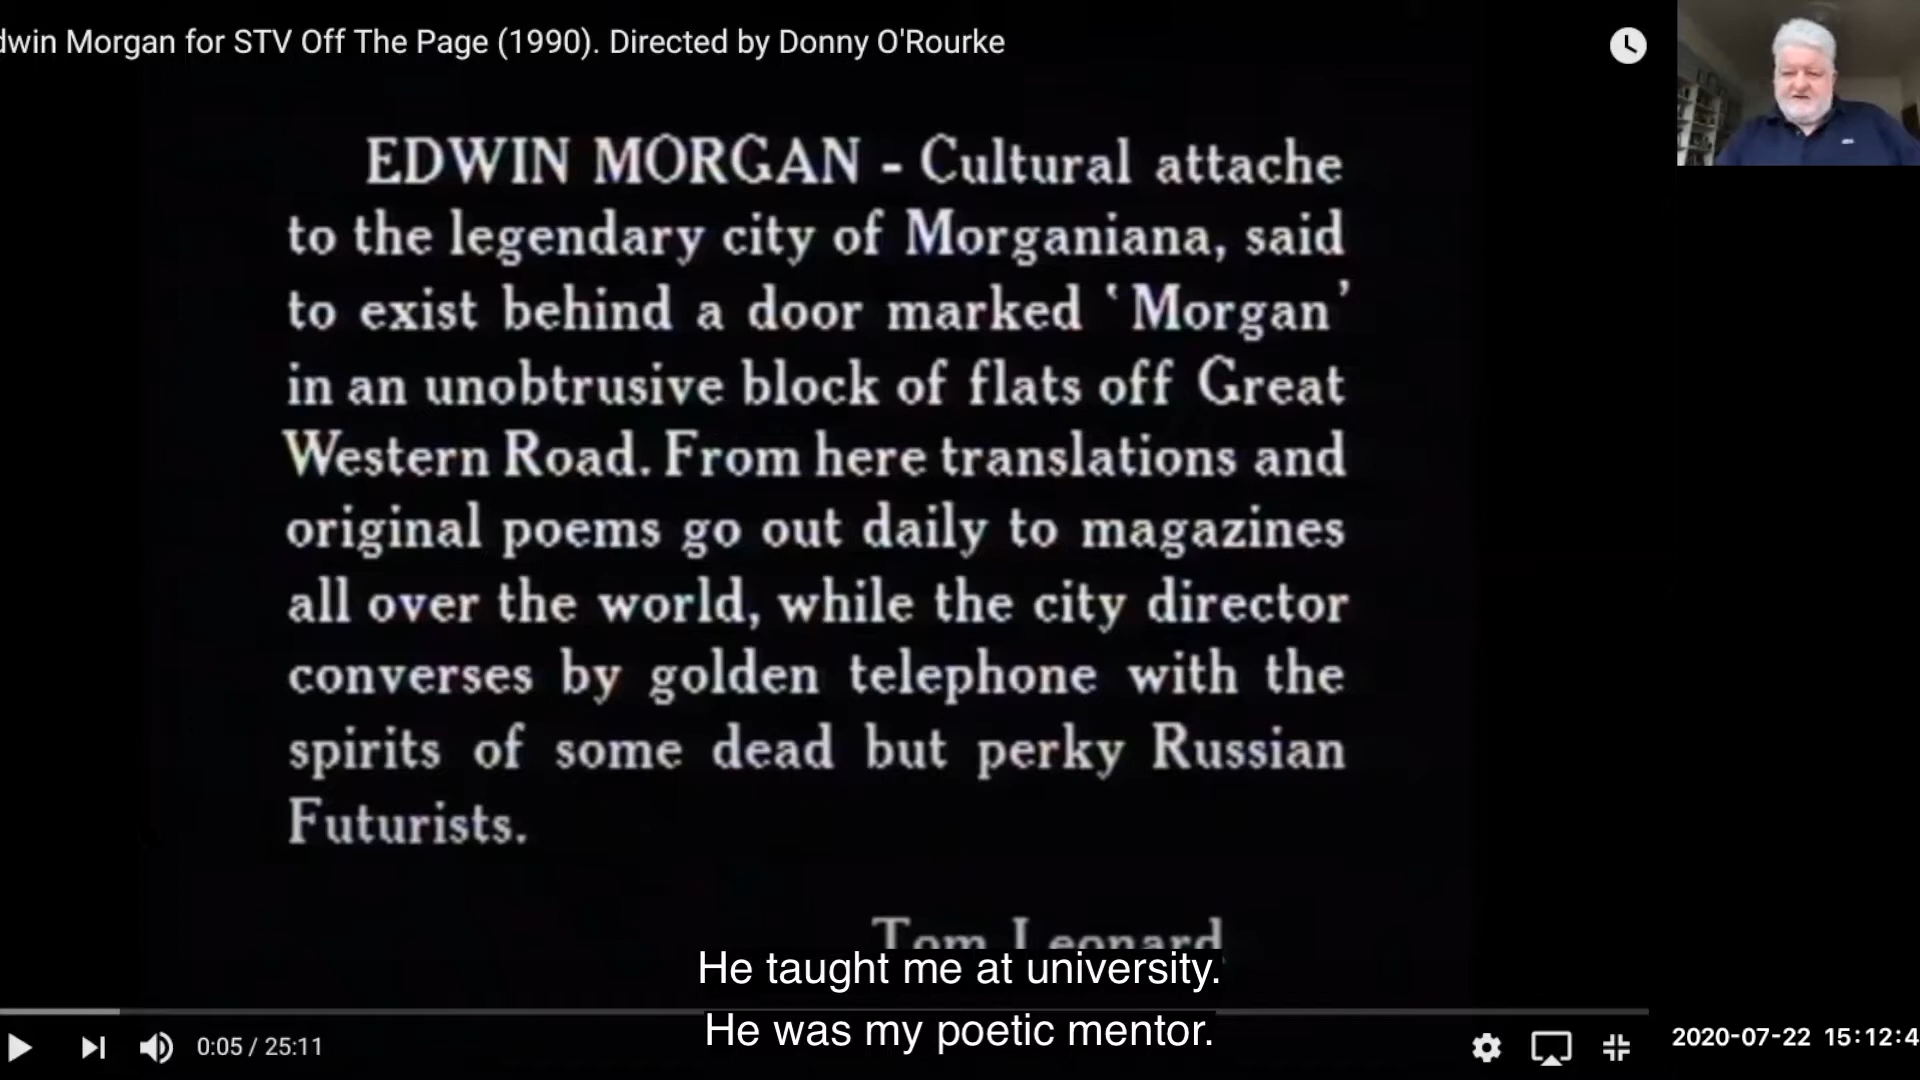 dwin Morgan for STV Off The Page (1990). Directed by Donny O'Rourke
EDWIN MORGAN - Cultural attache
to the legendary city of Morganiana, said
to exist behind a door marked ‘Morgan’
in an unobtrusive block of flats off Great
Western Road. From here translations and
original poems go out daily to magazines
all over the world, while the city director
converses by golden telephone with the
spirits of some dead but perky Russian
Futurists.
Tom Leonard
He taught me at university.
He was my poetic mentor.
0:05 / 25:11
2020-07-22 15:12:4